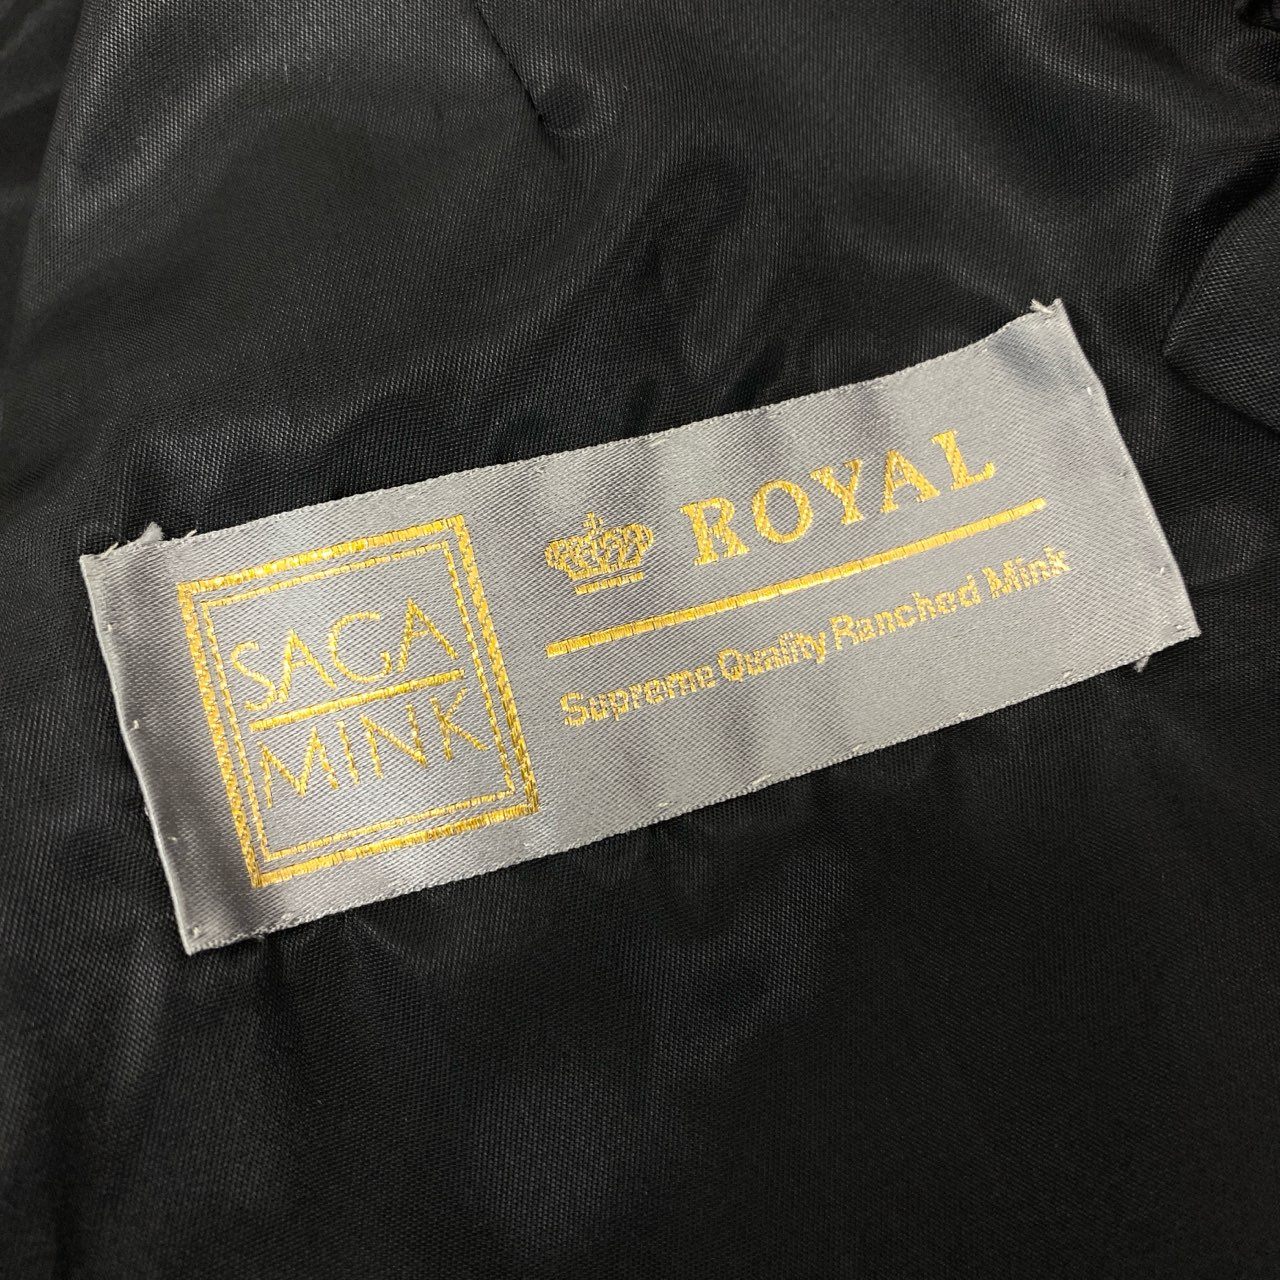 SAGA
MINK
ROYAL
Supreme Quality Ranched Mink